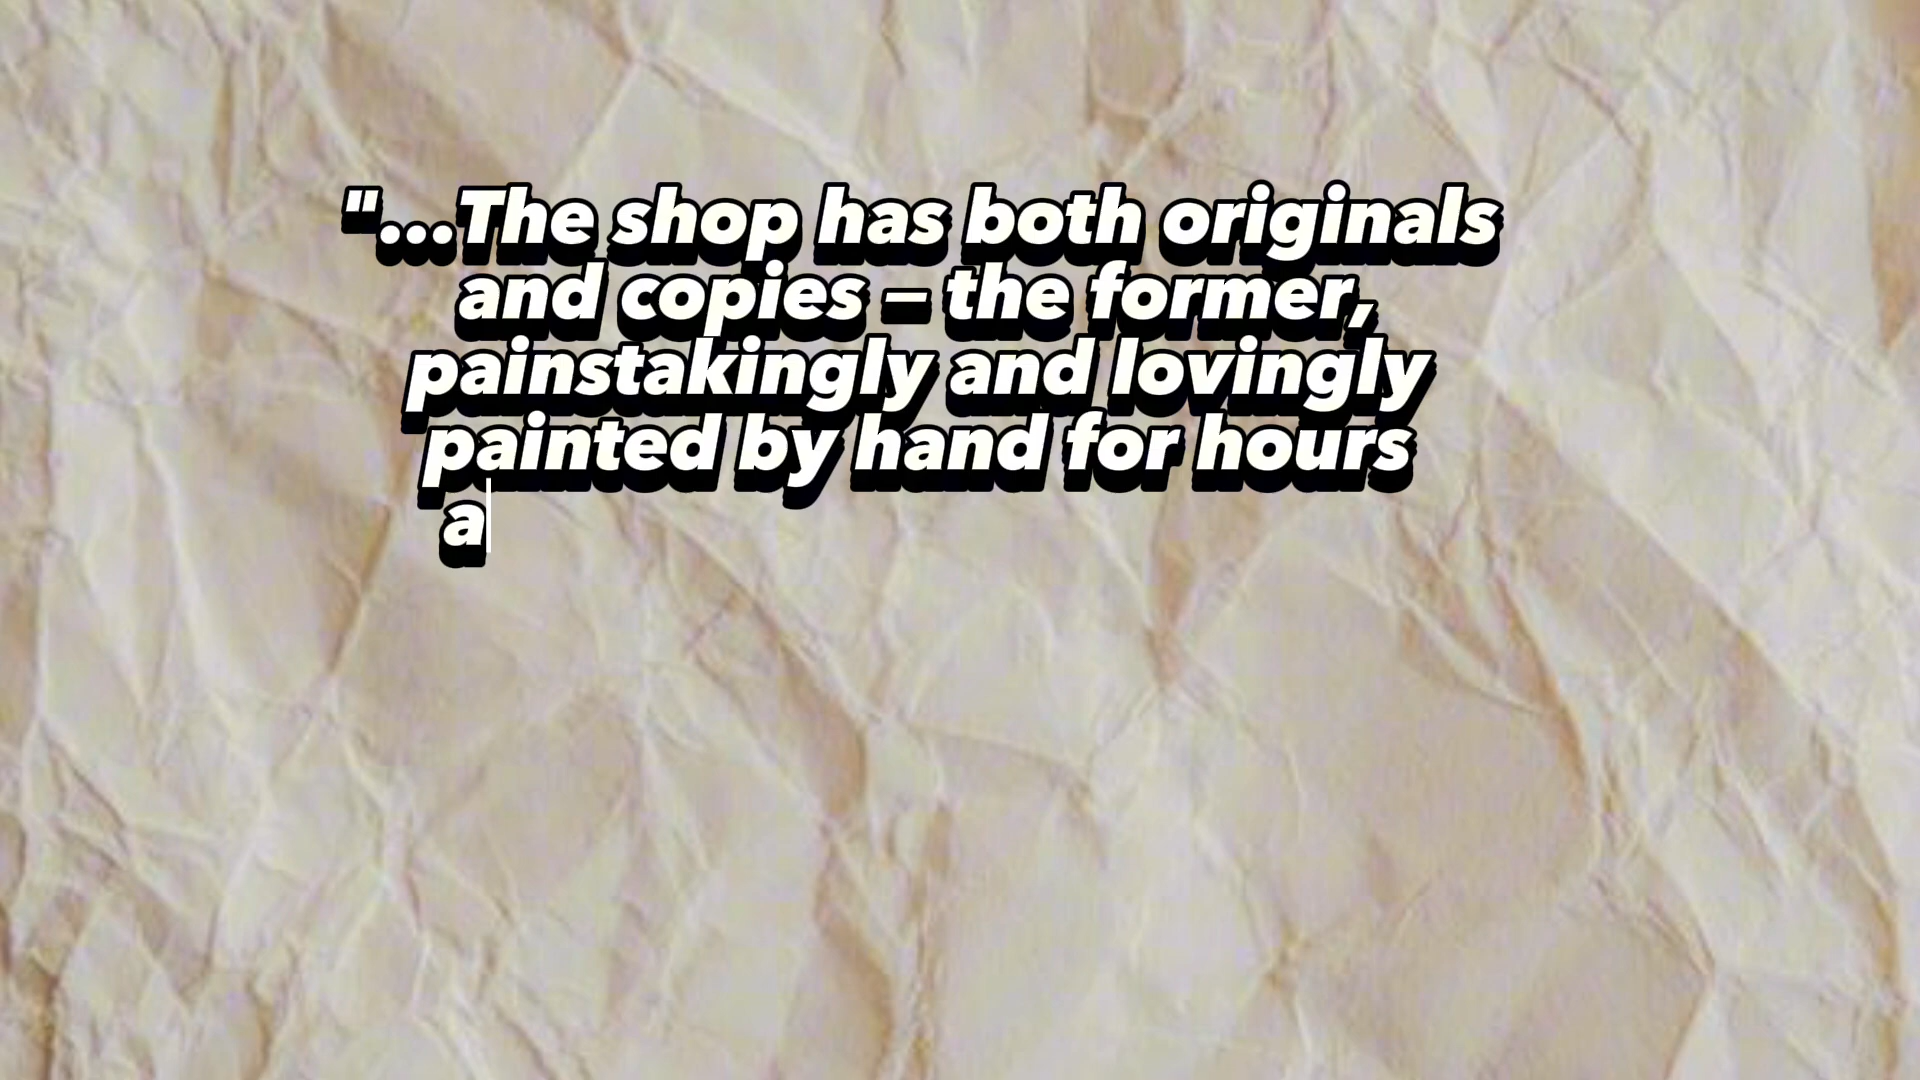 "...The shop has both originals
and copies – the former,
painstakingly and lovingly
painted by hand for hours
a